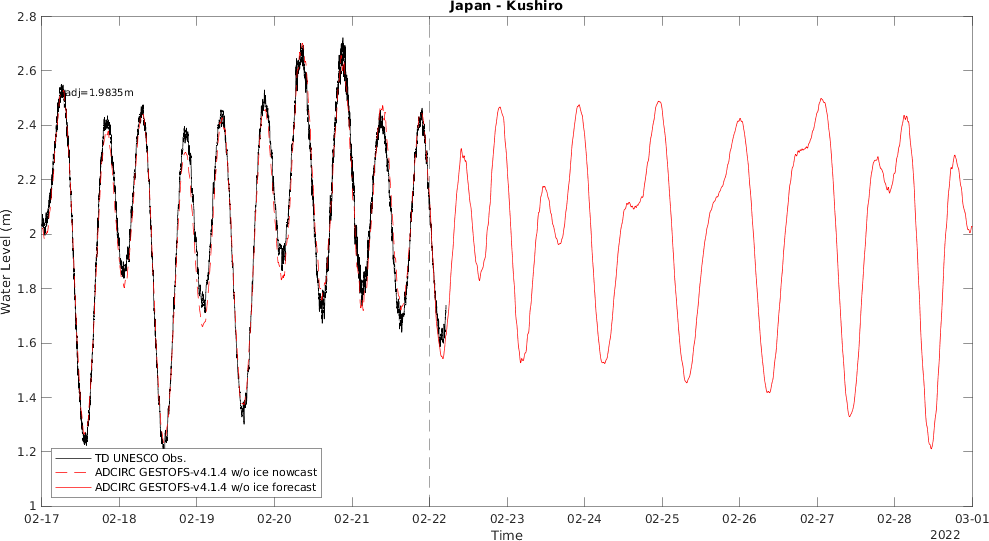 Japan - Kushiro
2.8
2.6
2.4
2.2
2
1.8
1.6
1.4
1.2
1
Water Level (m)
adj=1.9835m
TD UNESCO Obs.
ADCIRC GESTOFS-v4.1.4 w/o ice nowcast
ADCIRC GESTOFS-v4.1.4 w/o ice forecast
02-17 02-18 02-19 02-20 02-21 02-22 02-23 02-24 02-25 02-26 02-27 02-28 03-01
Time
2022